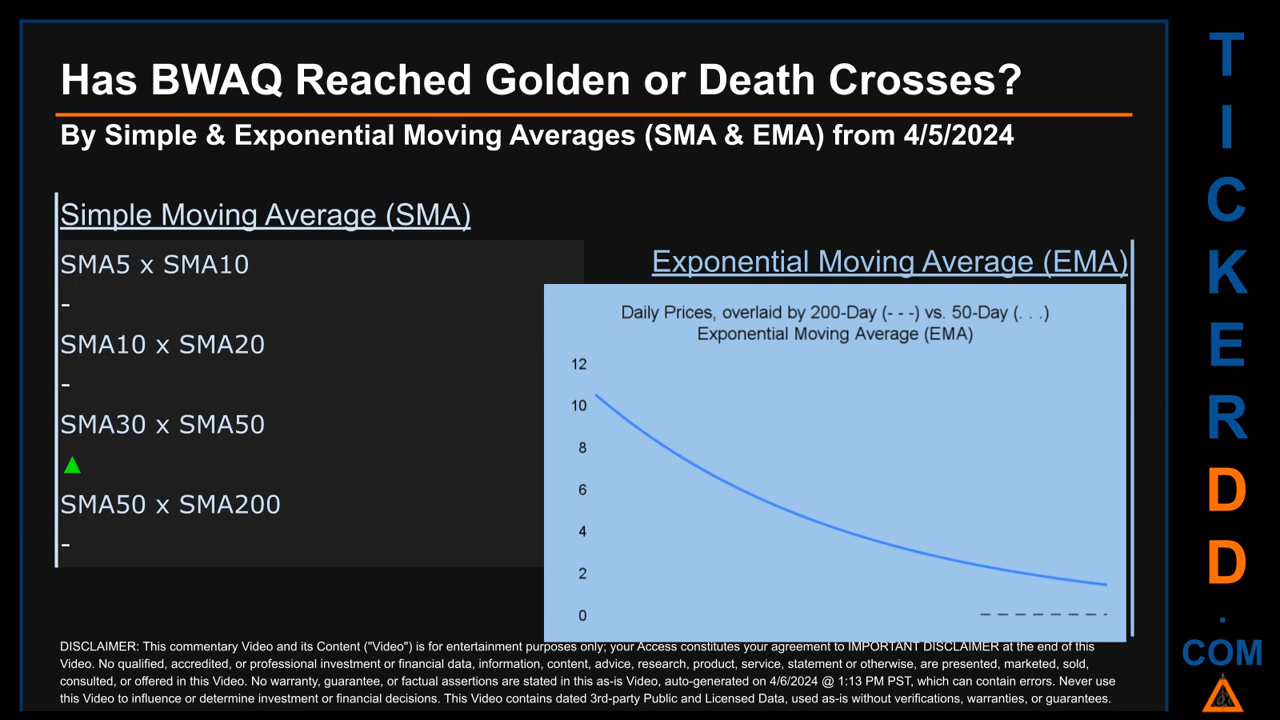 Has BWAQ Reached Golden or Death Crosses?
By Simple & Exponential Moving Averages (SMA & EMA) from 4/5/2024
Simple Moving Average (SMA)
SMA5 x SMA10
-
SMA10 x SMA20
-
SMA30 x SMA50
▲
SMA50 x SMA200
-
Exponential Moving Average (EMA)
Daily Prices, overlaid by 200-Day (- - -) vs. 50-Day (. . .)
Exponential Moving Average (EMA)
12
10
8
6
4
2
0
DISCLAIMER: This commentary Video and its Content ("Video") is for entertainment purposes only; your Access constitutes your agreement to IMPORTANT DISCLAIMER at the end of this
Video. No qualified, accredited, or professional investment or financial data, information, content, advice, research, product, service, statement or otherwise, are presented, marketed, sold,
consulted, or offered in this Video. No warranty, guarantee, or factual assertions are stated in this as-is Video, auto-generated on 4/6/2024 @ 1:13 PM PST, which can contain errors. Never use
this Video to influence or determine investment or financial decisions. This Video contains dated 3rd-party Public and Licensed Data, used as-is without verifications, warranties, or guarantees.
T
I
C
K
E
R
D
D
.
COM